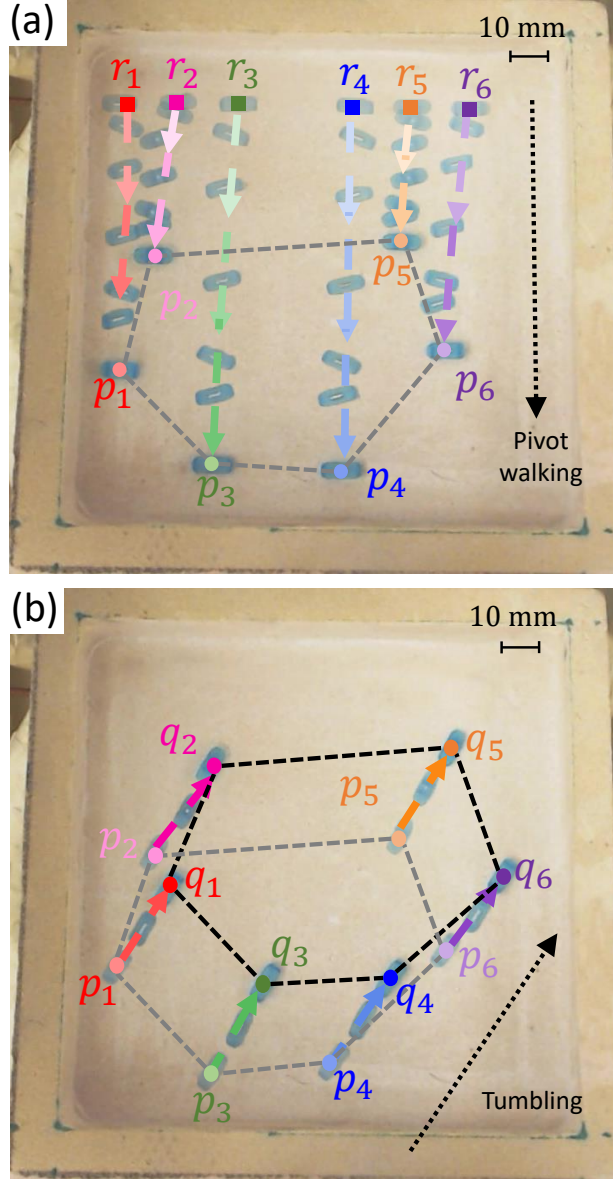 (a)
10 mm
r₁ r₂ r₃ r₄ r₅ r₆
p₂ p₅
p₁ p₆
Pivot
walking
p₃ p₄
(b)
10 mm
q₂ q₅
p₅
p₂
q₁ q₆
q₃
p₁ q₄ p₆
p₃ p₄
Tumbling